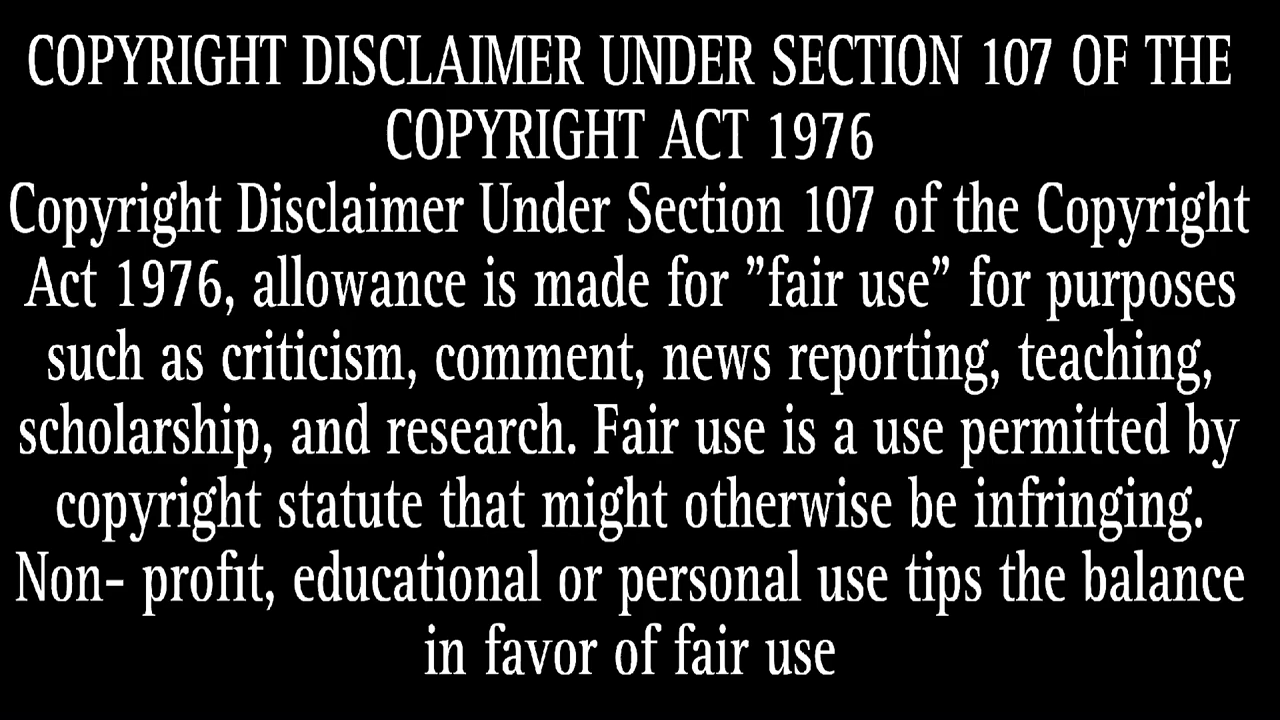 COPYRIGHT DISCLAIMER UNDER SECTION 107 OF THE
COPYRIGHT ACT 1976
Copyright Disclaimer Under Section 107 of the Copyright
Act 1976, allowance is made for ”fair use” for purposes
such as criticism, comment, news reporting, teaching,
scholarship, and research. Fair use is a use permitted by
copyright statute that might otherwise be infringing.
Non- profit, educational or personal use tips the balance
in favor of fair use